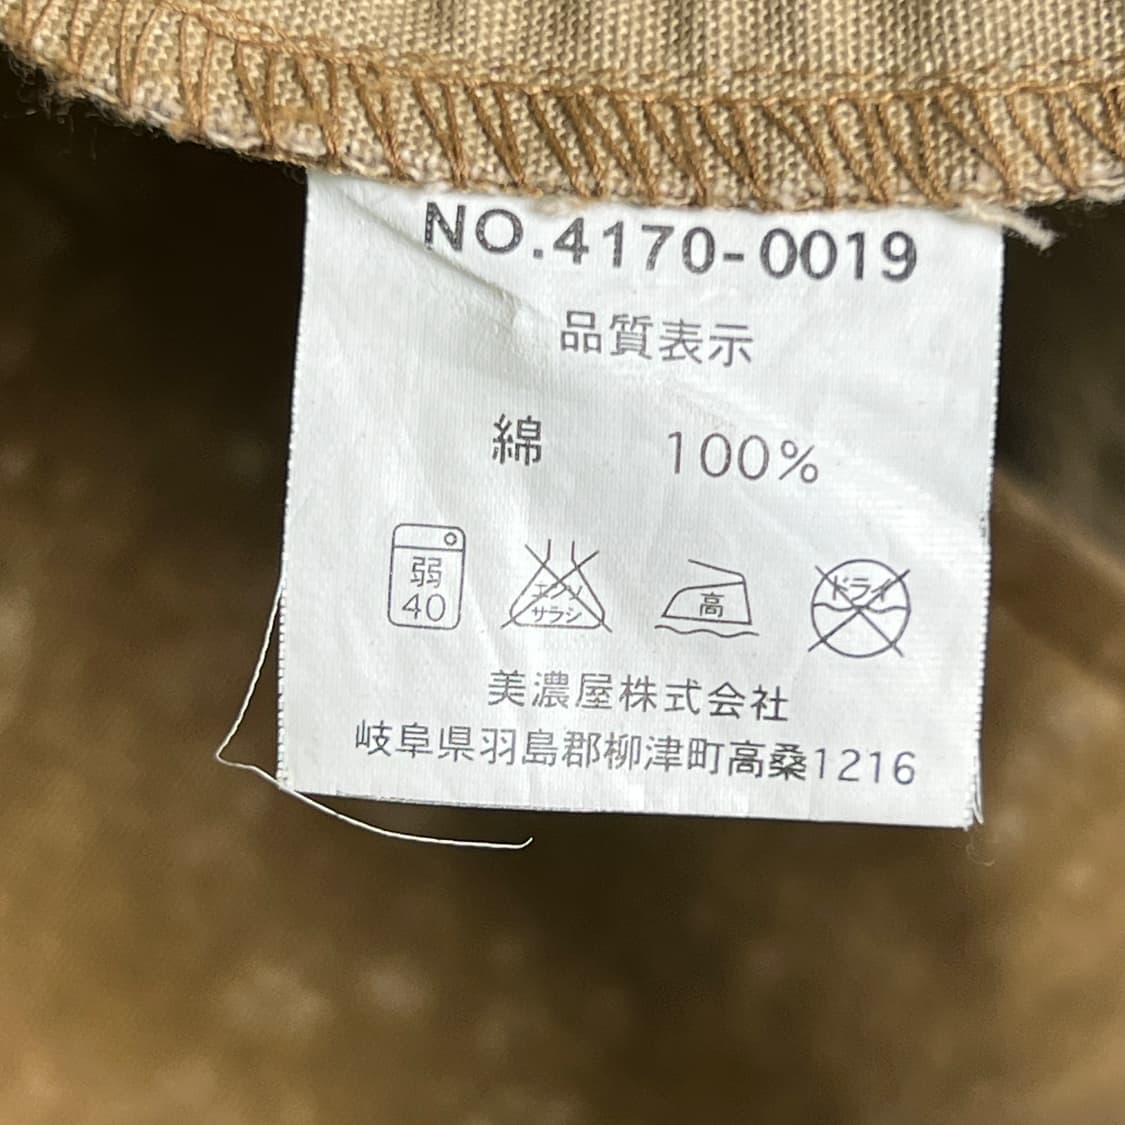 NO.4170-0019
品質表示
綿 100%
弱 40 エンソ サラシ 高 ドライ
美濃屋株式会社
岐阜県羽島郡柳津町高桑1216